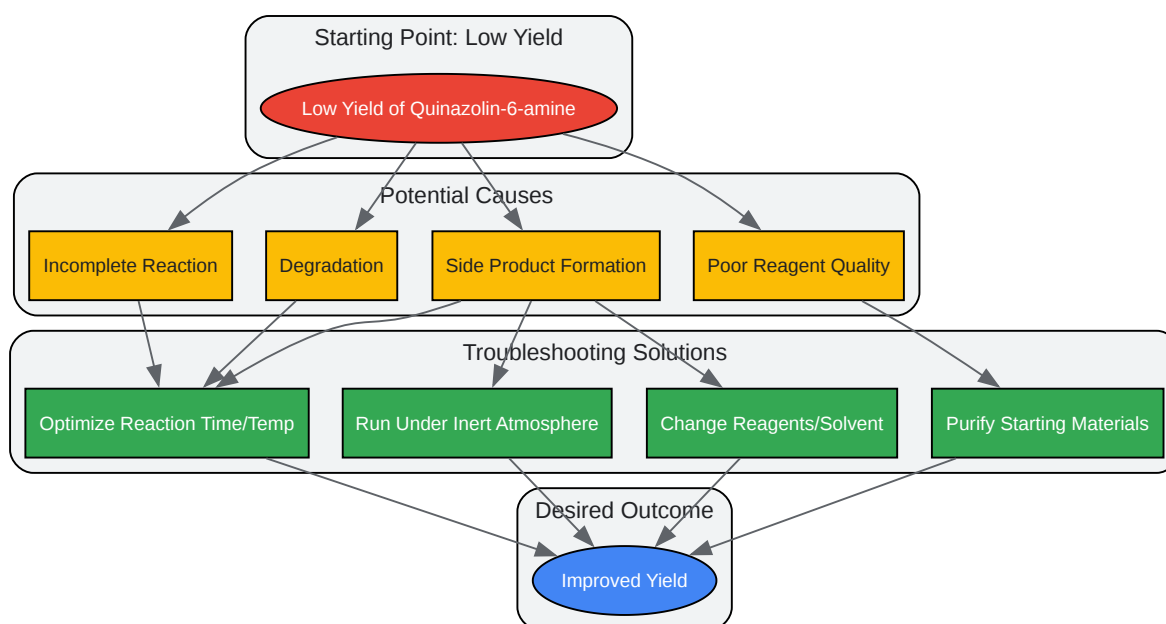 Starting Point: Low Yield
Low Yield of Quinazolin-6-amine
Potential Causes
Incomplete Reaction
Degradation
Side Product Formation
Poor Reagent Quality
Troubleshooting Solutions
Optimize Reaction Time/Temp
Run Under Inert Atmosphere
Change Reagents/Solvent
Purify Starting Materials
Desired Outcome
Improved Yield